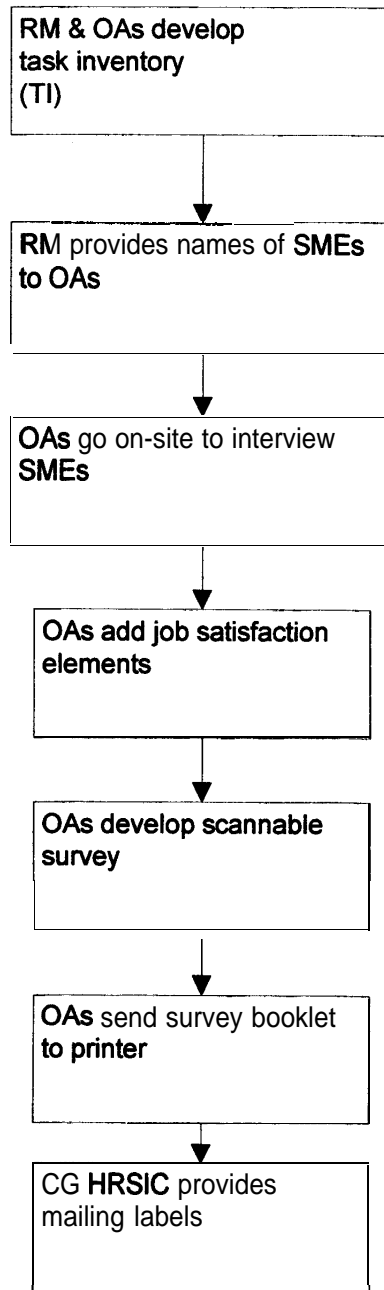 RM & OAs develop
task inventory
(TI)
RM provides names of SMEs
to OAs
OAs go on-site to interview
SMEs
OAs add job satisfaction
elements
OAs develop scannable
survey
OAs send survey booklet
to printer
CG HRSIC provides
mailing labels